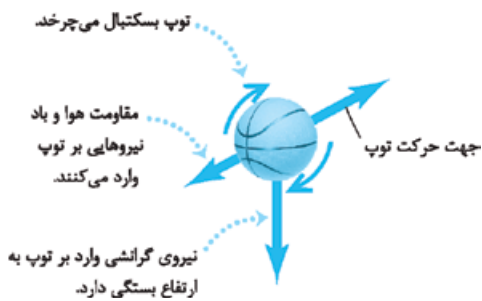 توپ بسکتبال می‌چرخد.
مقاومت هوا و باد
نیروهایی بر توپ
وارد می‌کنند.
جهت حرکت توپ
نیروی گرانشی وارد بر توپ به
ارتفاع بستگی دارد.